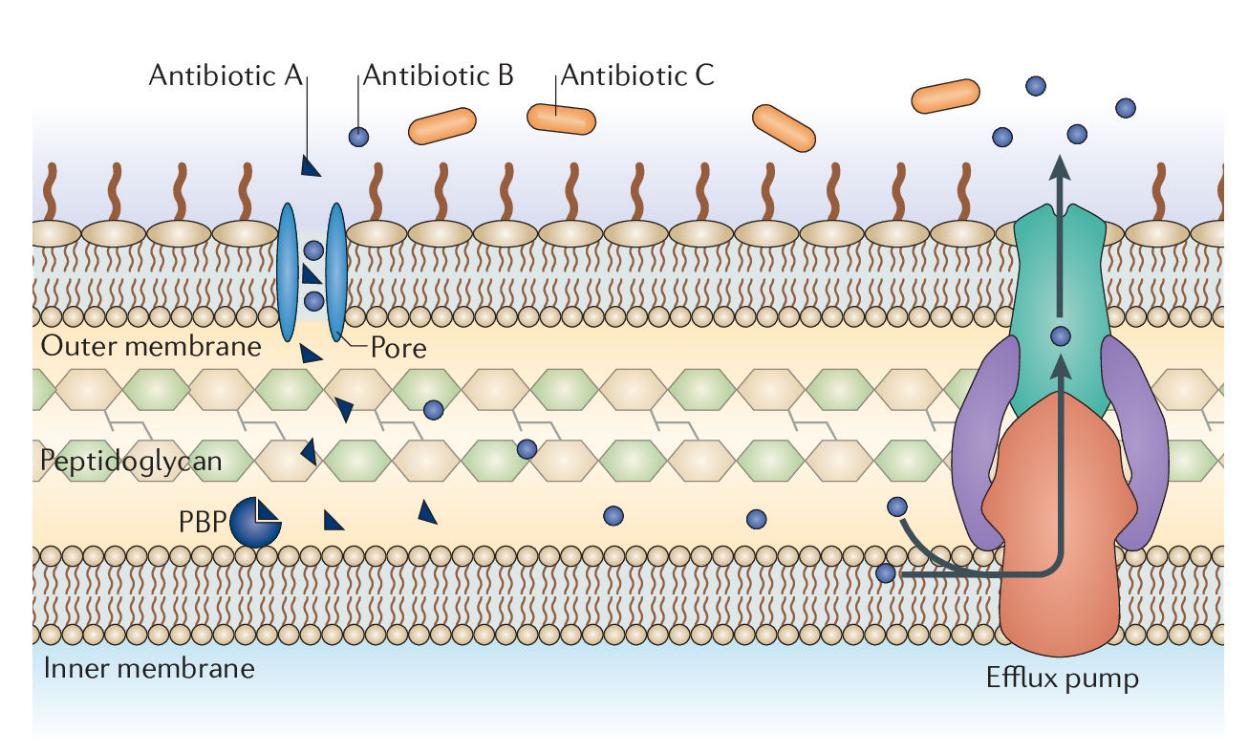 Antibiotic A
Antibiotic B
Antibiotic C
Outer membrane
Pore
Peptidoglycan
PBP
Inner membrane
Efflux pump